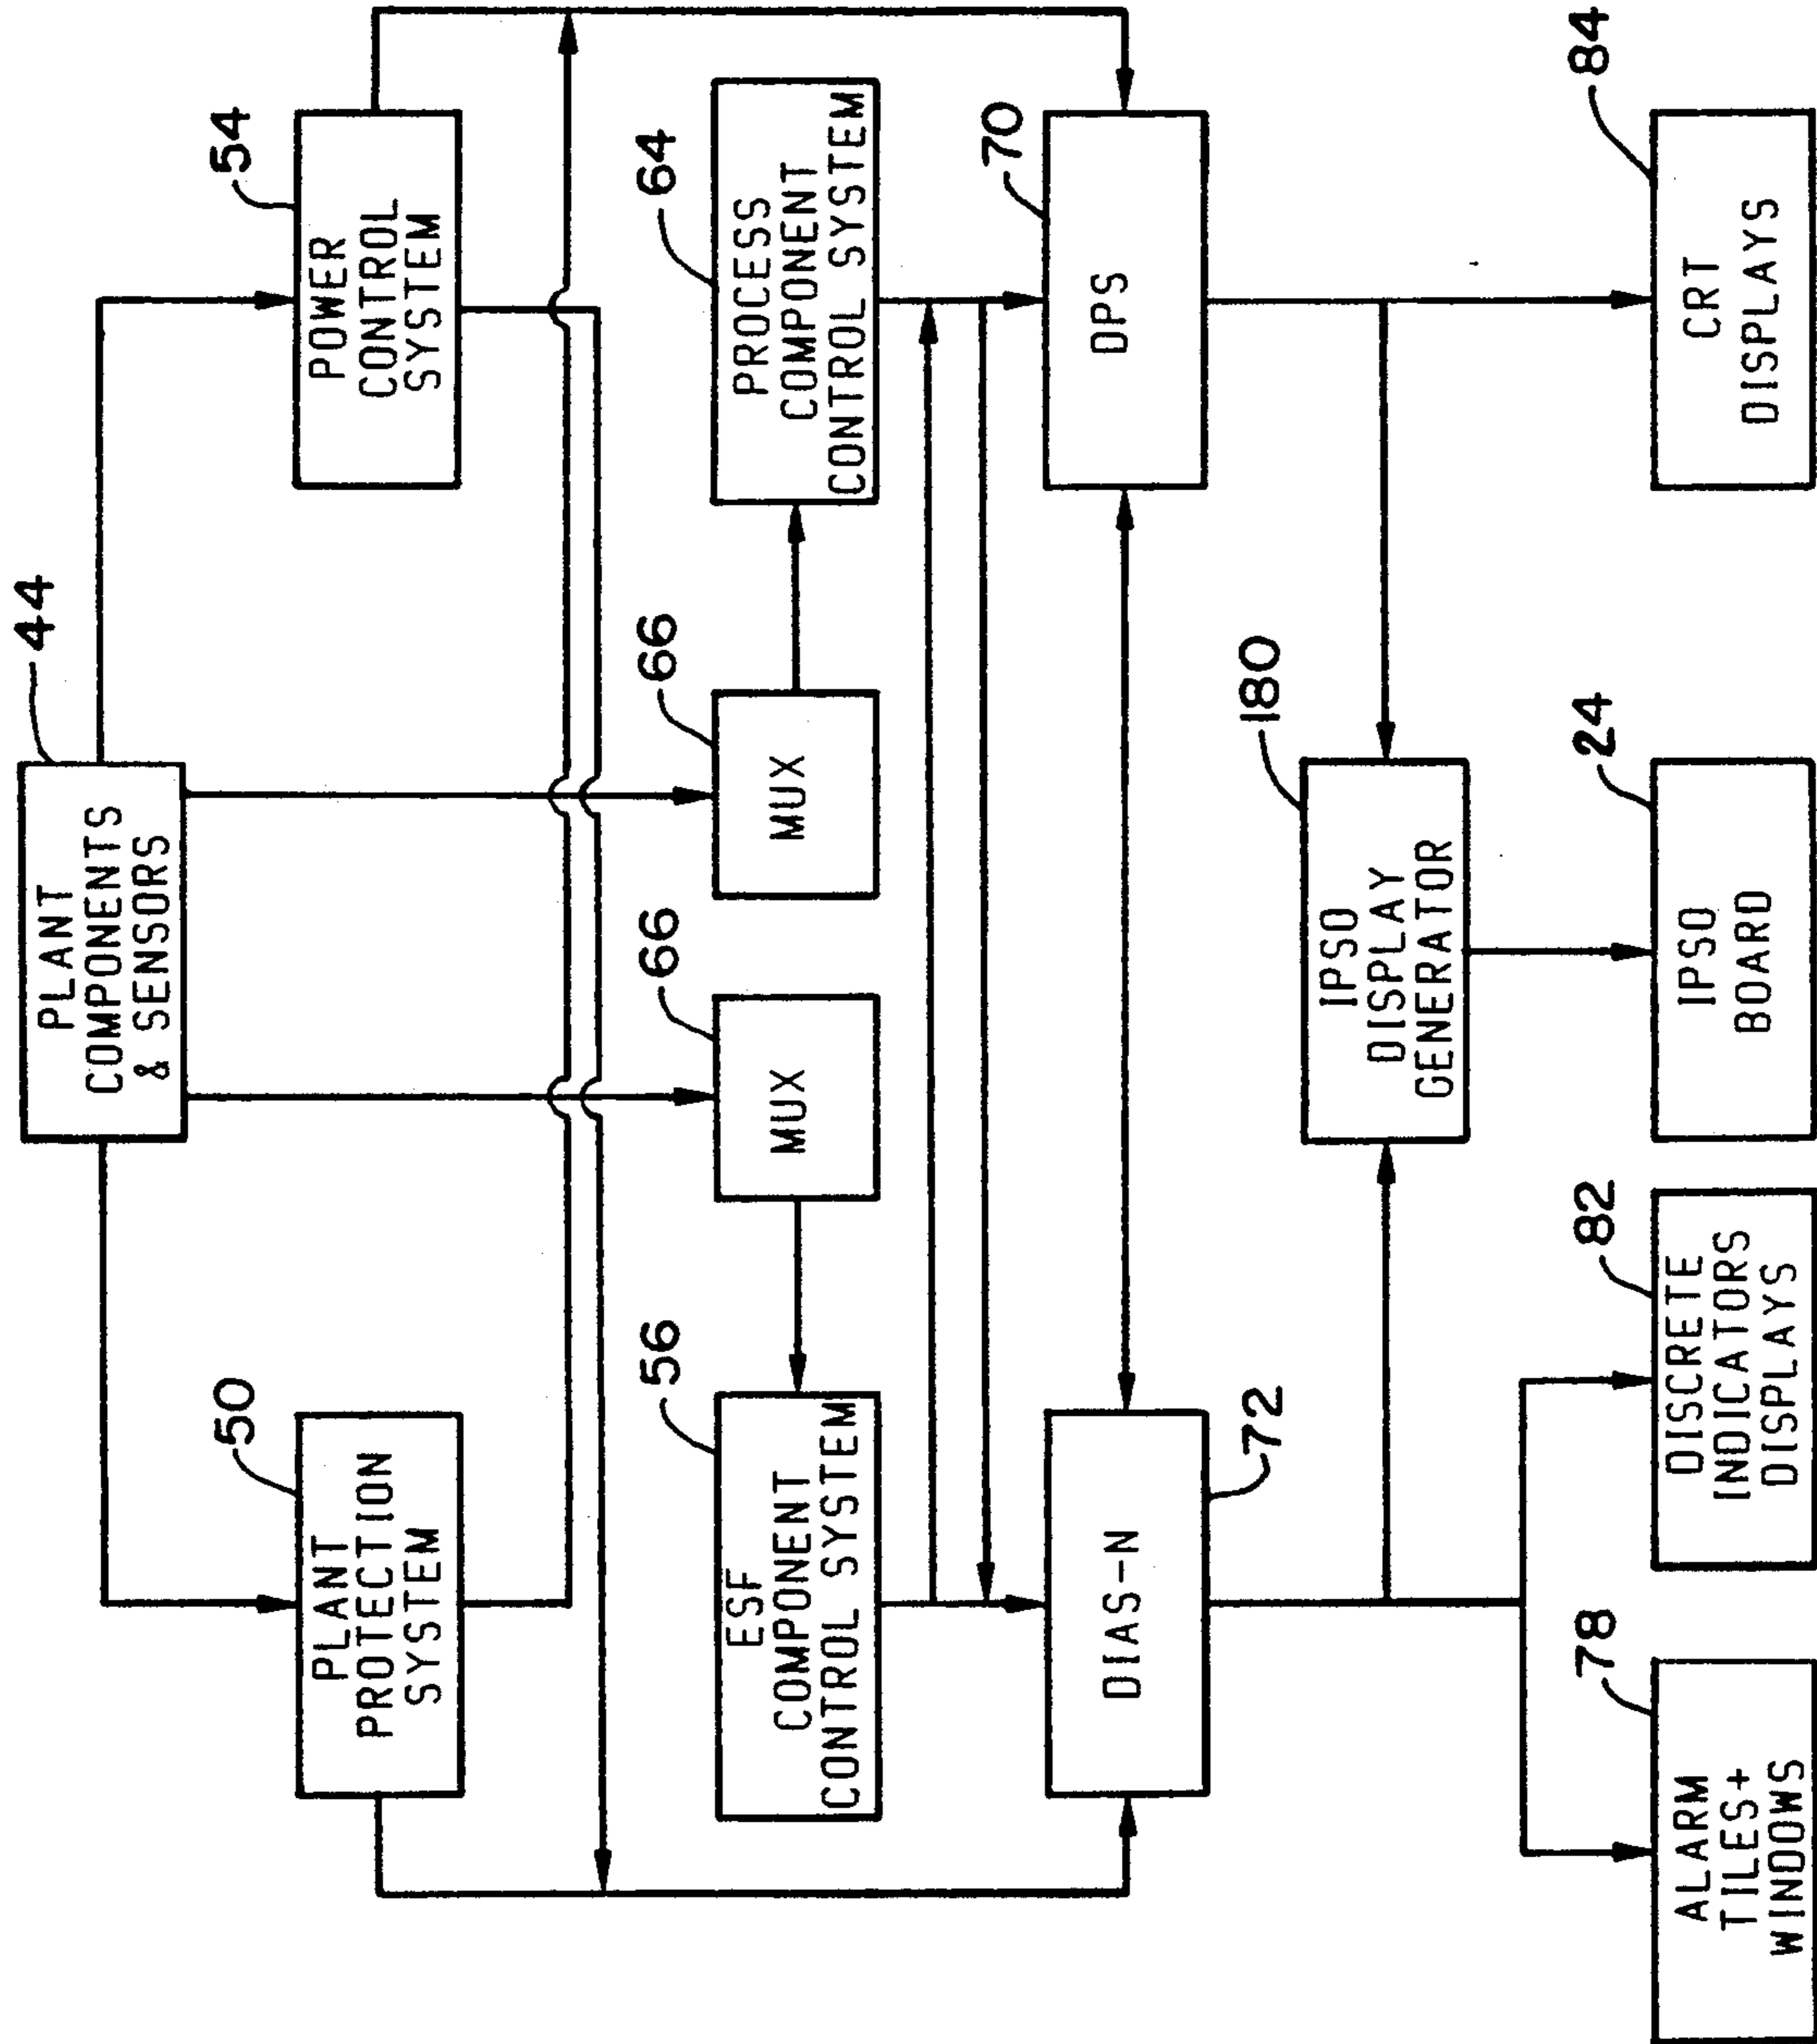 44
PLANT
COMPONENTS
& SENSORS
50
PLANT
PROTECTION
SYSTEM
54
POWER
CONTROL
SYSTEM
56
ESF
COMPONENT
CONTROL SYSTEM
66
MUX
66
MUX
64
PROCESS
COMPONENT
CONTROL SYSTEM
DIAS-N
72
70
DPS
180
IPSO
DISPLAY
GENERATOR
78
ALARM
TILES+
WINDOWS
82
DISCRETE
INDICATORS
DISPLAYS
24
IPSO
BOARD
84
CRT
DISPLAYS